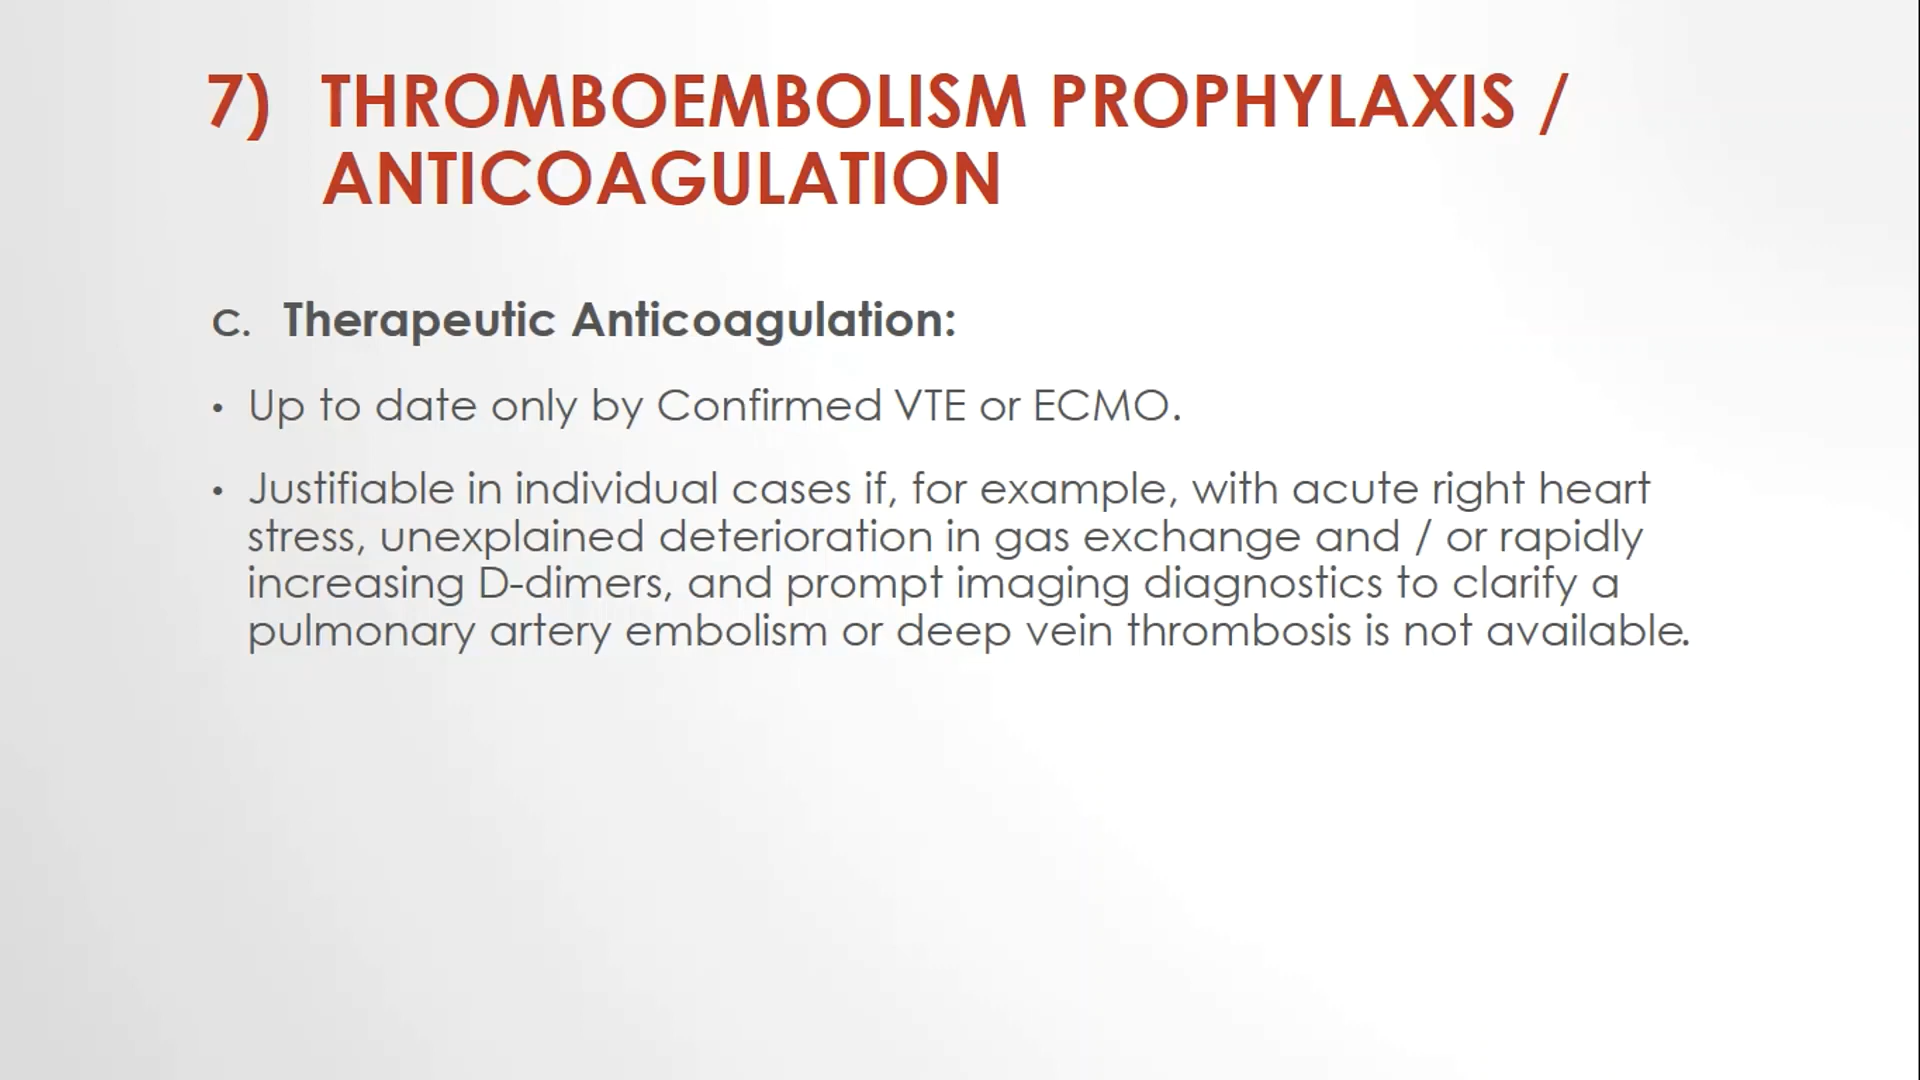 7) THROMBOEMBOLISM PROPHYLAXIS /
ANTICOAGULATION
c. Therapeutic Anticoagulation:
• Up to date only by Confirmed VTE or ECMO.
• Justifiable in individual cases if, for example, with acute right heart
stress, unexplained deterioration in gas exchange and / or rapidly
increasing D-dimers, and prompt imaging diagnostics to clarify a
pulmonary artery embolism or deep vein thrombosis is not available.